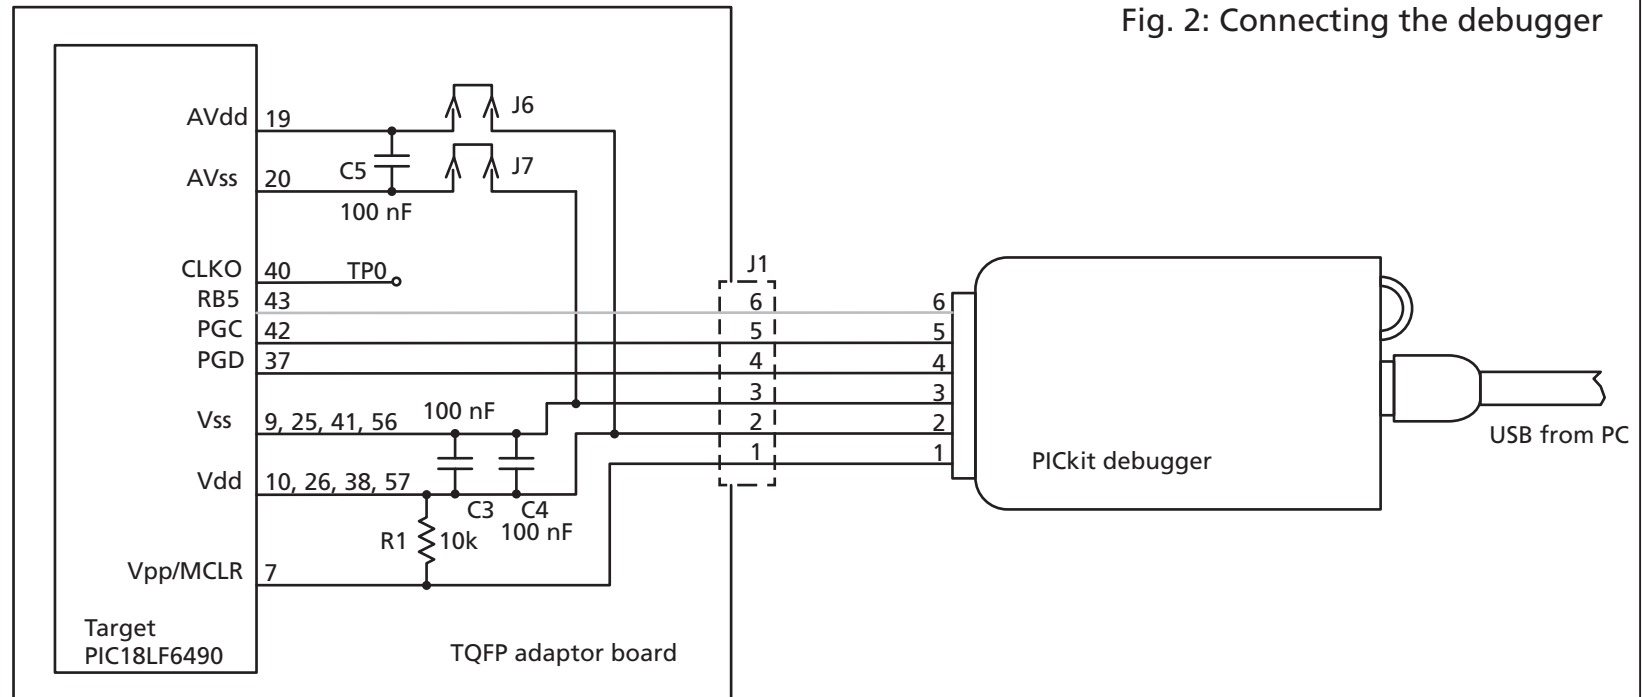 Fig. 2: Connecting the debugger
AVdd 19
J6
C5
J7
AVss 20
100 nF
CLKO 40 TP0
J1
RB5 43
6 6
PGC 42
5 5
PGD 37
4 4
3 3
100 nF
Vss 9, 25, 41, 56
2 2
USB from PC
1 1
PICkit debugger
Vdd 10, 26, 38, 57
C3 C4
100 nF
R1 10k
Vpp/MCLR 7
Target
PIC18LF6490
TQFP adaptor board